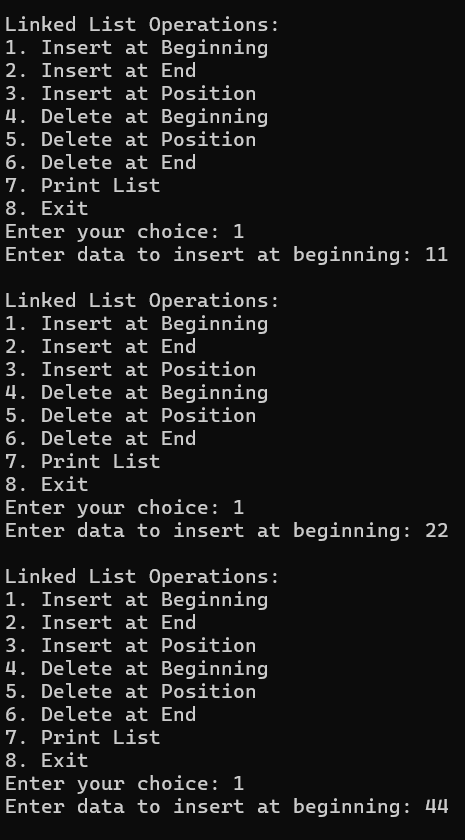 Linked List Operations:
1. Insert at Beginning
2. Insert at End
3. Insert at Position
4. Delete at Beginning
5. Delete at Position
6. Delete at End
7. Print List
8. Exit
Enter your choice: 1
Enter data to insert at beginning: 11

Linked List Operations:
1. Insert at Beginning
2. Insert at End
3. Insert at Position
4. Delete at Beginning
5. Delete at Position
6. Delete at End
7. Print List
8. Exit
Enter your choice: 1
Enter data to insert at beginning: 22

Linked List Operations:
1. Insert at Beginning
2. Insert at End
3. Insert at Position
4. Delete at Beginning
5. Delete at Position
6. Delete at End
7. Print List
8. Exit
Enter your choice: 1
Enter data to insert at beginning: 44